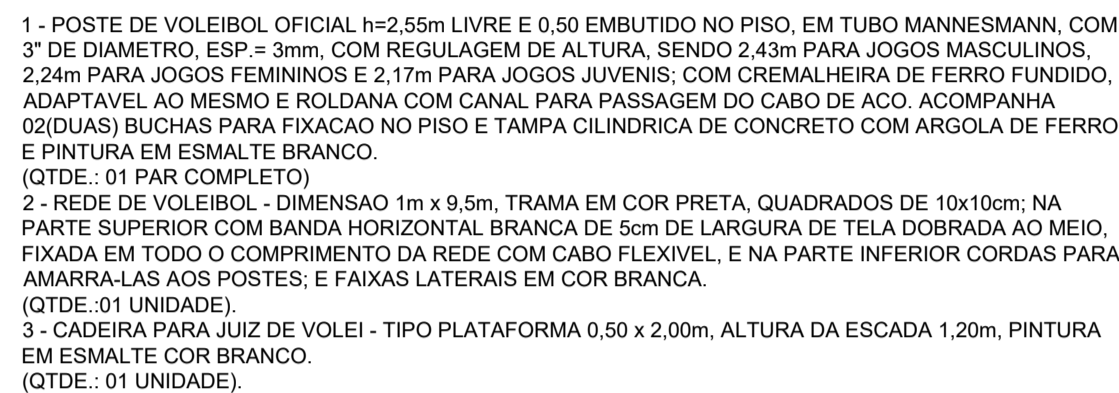 1 - POSTE DE VOLEIBOL OFICIAL h=2,55m LIVRE E 0,50 EMBUTIDO NO PISO, EM TUBO MANNESMANN, COM
3" DE DIAMETRO, ESP.= 3mm, COM REGULAGEM DE ALTURA, SENDO 2,43m PARA JOGOS MASCULINOS,
2,24m PARA JOGOS FEMININOS E 2,17m PARA JOGOS JUVENIS; COM CREMALHEIRA DE FERRO FUNDIDO,
ADAPTAVEL AO MESMO E ROLDANA COM CANAL PARA PASSAGEM DO CABO DE ACO. ACOMPANHA
02(DUAS) BUCHAS PARA FIXACAO NO PISO E TAMPA CILINDRICA DE CONCRETO COM ARGOLA DE FERRO
E PINTURA EM ESMALTE BRANCO.
(QTDE.: 01 PAR COMPLETO)
2 - REDE DE VOLEIBOL - DIMENSAO 1m x 9,5m, TRAMA EM COR PRETA, QUADRADOS DE 10x10cm; NA
PARTE SUPERIOR COM BANDA HORIZONTAL BRANCA DE 5cm DE LARGURA DE TELA DOBRADA AO MEIO,
FIXADA EM TODO O COMPRIMENTO DA REDE COM CABO FLEXIVEL, E NA PARTE INFERIOR CORDAS PARA
AMARRA-LAS AOS POSTES; E FAIXAS LATERAIS EM COR BRANCA.
(QTDE.:01 UNIDADE).
3 - CADEIRA PARA JUIZ DE VOLEI - TIPO PLATAFORMA 0,50 x 2,00m, ALTURA DA ESCADA 1,20m, PINTURA
EM ESMALTE COR BRANCO.
(QTDE.: 01 UNIDADE).